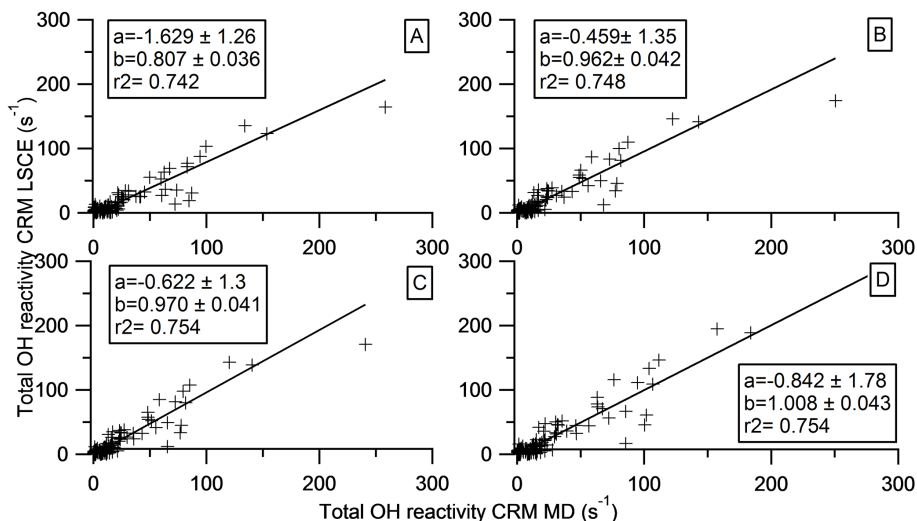 300
200
100
0
a=-1.629 ± 1.26
b=0.807 ± 0.036
r2= 0.742
A
0
100
200
300
300
200
100
0
a=-0.459± 1.35
b=0.962± 0.042
r2= 0.748
B
0
100
200
300
Total OH reactivity CRM LSCE (s-1)
300
200
100
0
a=-0.622 ± 1.3
b=0.970 ± 0.041
r2= 0.754
C
0
100
200
300
300
200
100
0
D
a=-0.842 ± 1.78
b=1.008 ± 0.043
r2= 0.754
0
100
200
300
Total OH reactivity CRM MD (s-1)